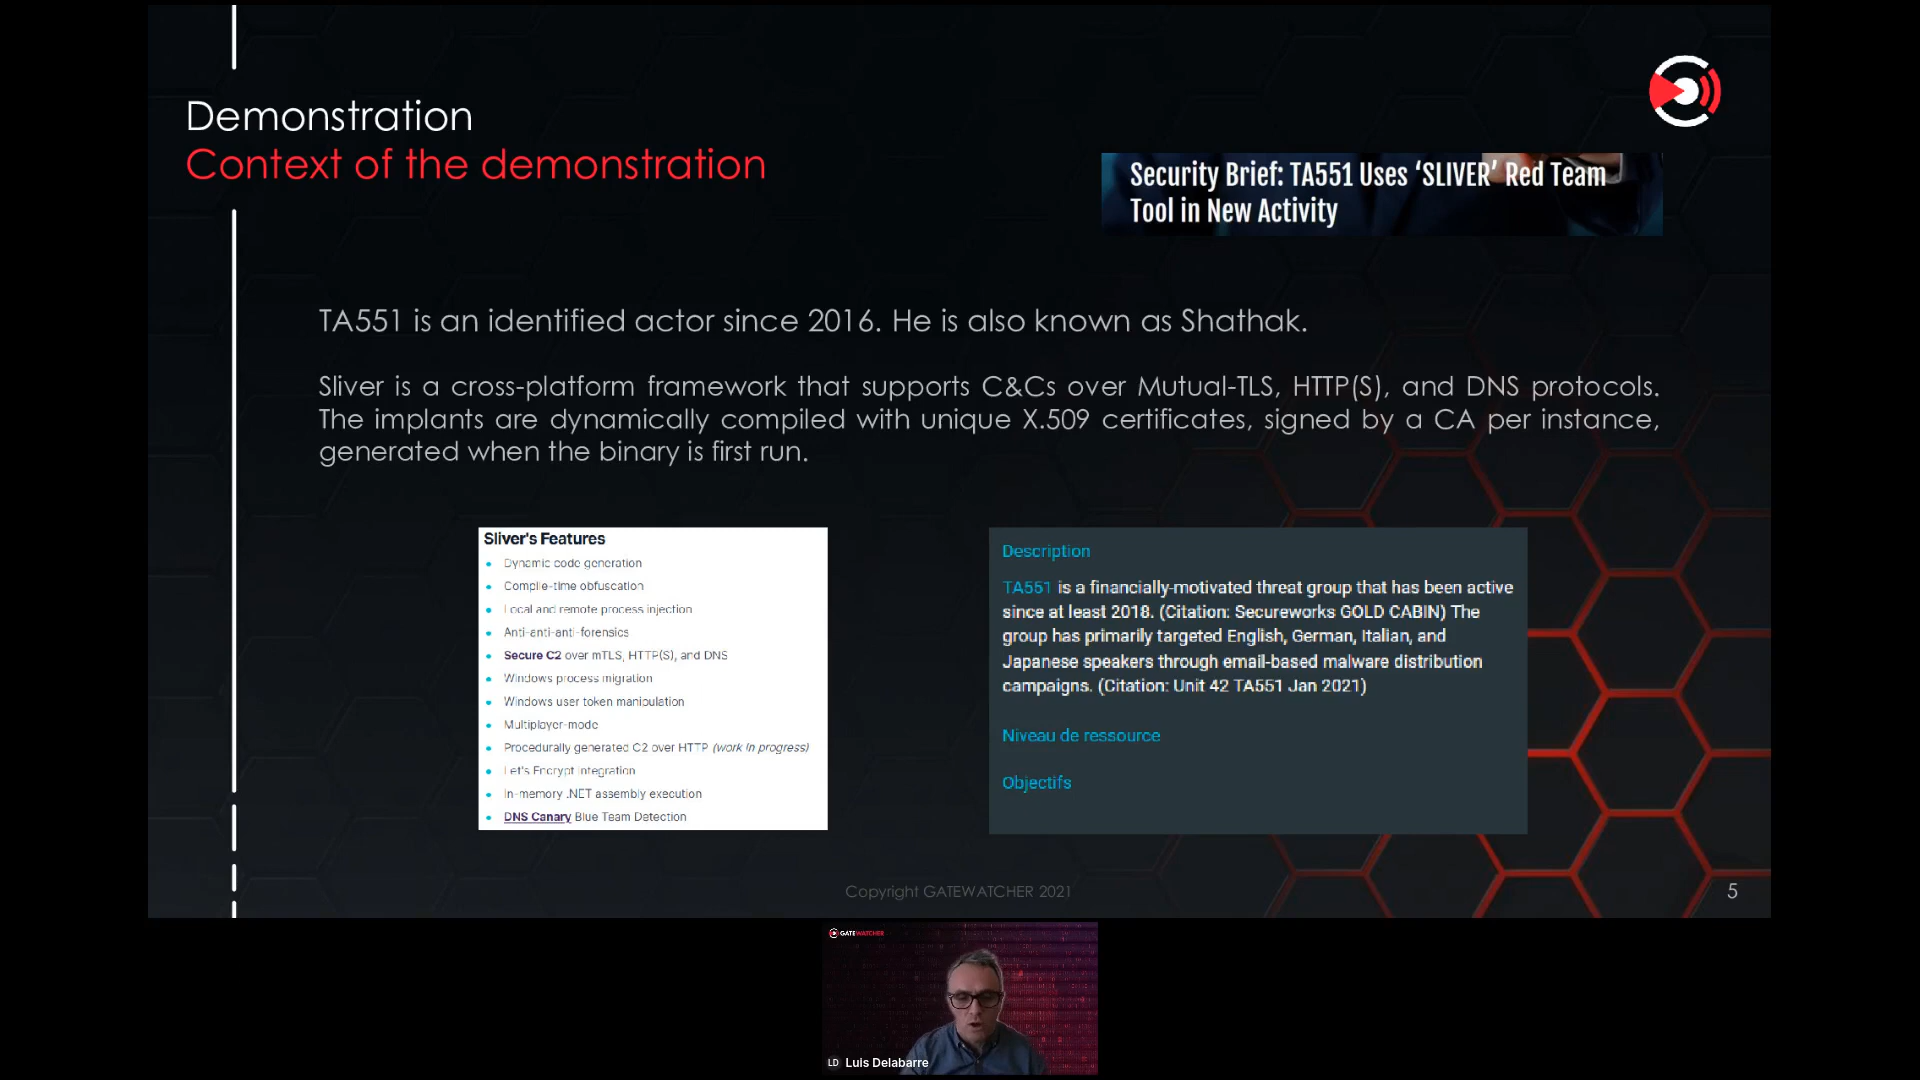 Demonstration
Context of the demonstration
Security Brief: TA551 Uses ‘SLIVER’ Red Team
Tool in New Activity
TA551 is an identified actor since 2016. He is also known as Shathak.
Sliver is a cross-platform framework that supports C&Cs over Mutual-TLS, HTTP(S), and DNS protocols.
The implants are dynamically compiled with unique X.509 certificates, signed by a CA per instance,
generated when the binary is first run.
Sliver's Features
• Dynamic code generation
• Compile-time obfuscation
• Local and remote process injection
• Anti-anti-anti-forensics
• Secure C2 over mTLS, HTTP(S), and DNS
• Windows process migration
• Windows user token manipulation
• Multiplayer-mode
• Procedurally generated C2 over HTTP (work in progress)
• Let's Encrypt integration
• In-memory .NET assembly execution
• DNS Canary Blue Team Detection
Description
TA551 is a financially-motivated threat group that has been active
since at least 2018. (Citation: Secureworks GOLD CABIN) The
group has primarily targeted English, German, Italian, and
Japanese speakers through email-based malware distribution
campaigns. (Citation: Unit 42 TA551 Jan 2021)
Niveau de ressource
Objectifs
Copyright GATEWATCHER 2021
5
GATEWATCHER
LD Luis Delabarre